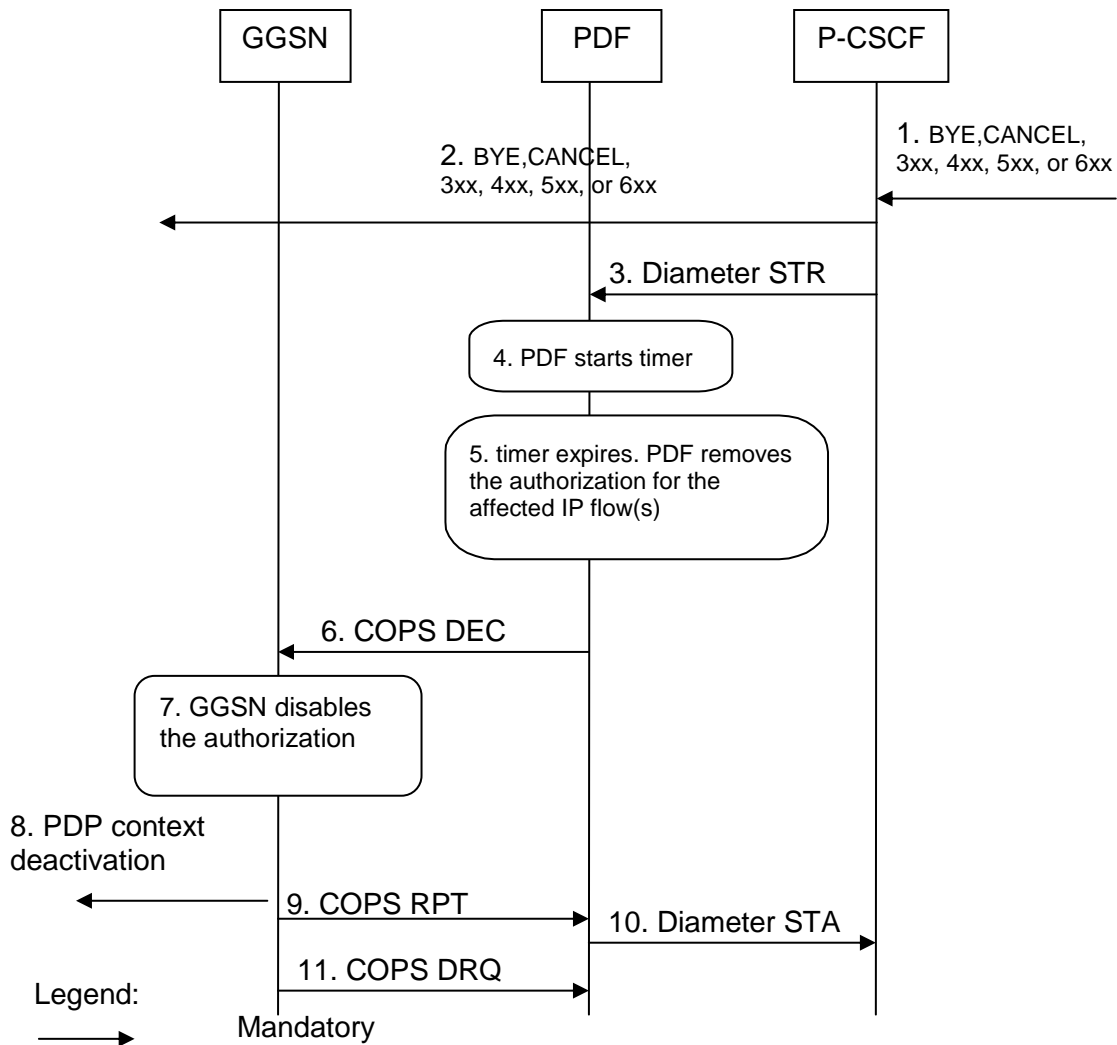 GGSN
PDF
P-CSCF
1. BYE,CANCEL,
3xx, 4xx, 5xx, or 6xx
2. BYE,CANCEL,
3xx, 4xx, 5xx, or 6xx
3. Diameter STR
4. PDF starts timer
5. timer expires. PDF removes
the authorization for the
affected IP flow(s)
6. COPS DEC
7. GGSN disables
the authorization
8. PDP context
deactivation
9. COPS RPT
10. Diameter STA
11. COPS DRQ
Legend:
Mandatory